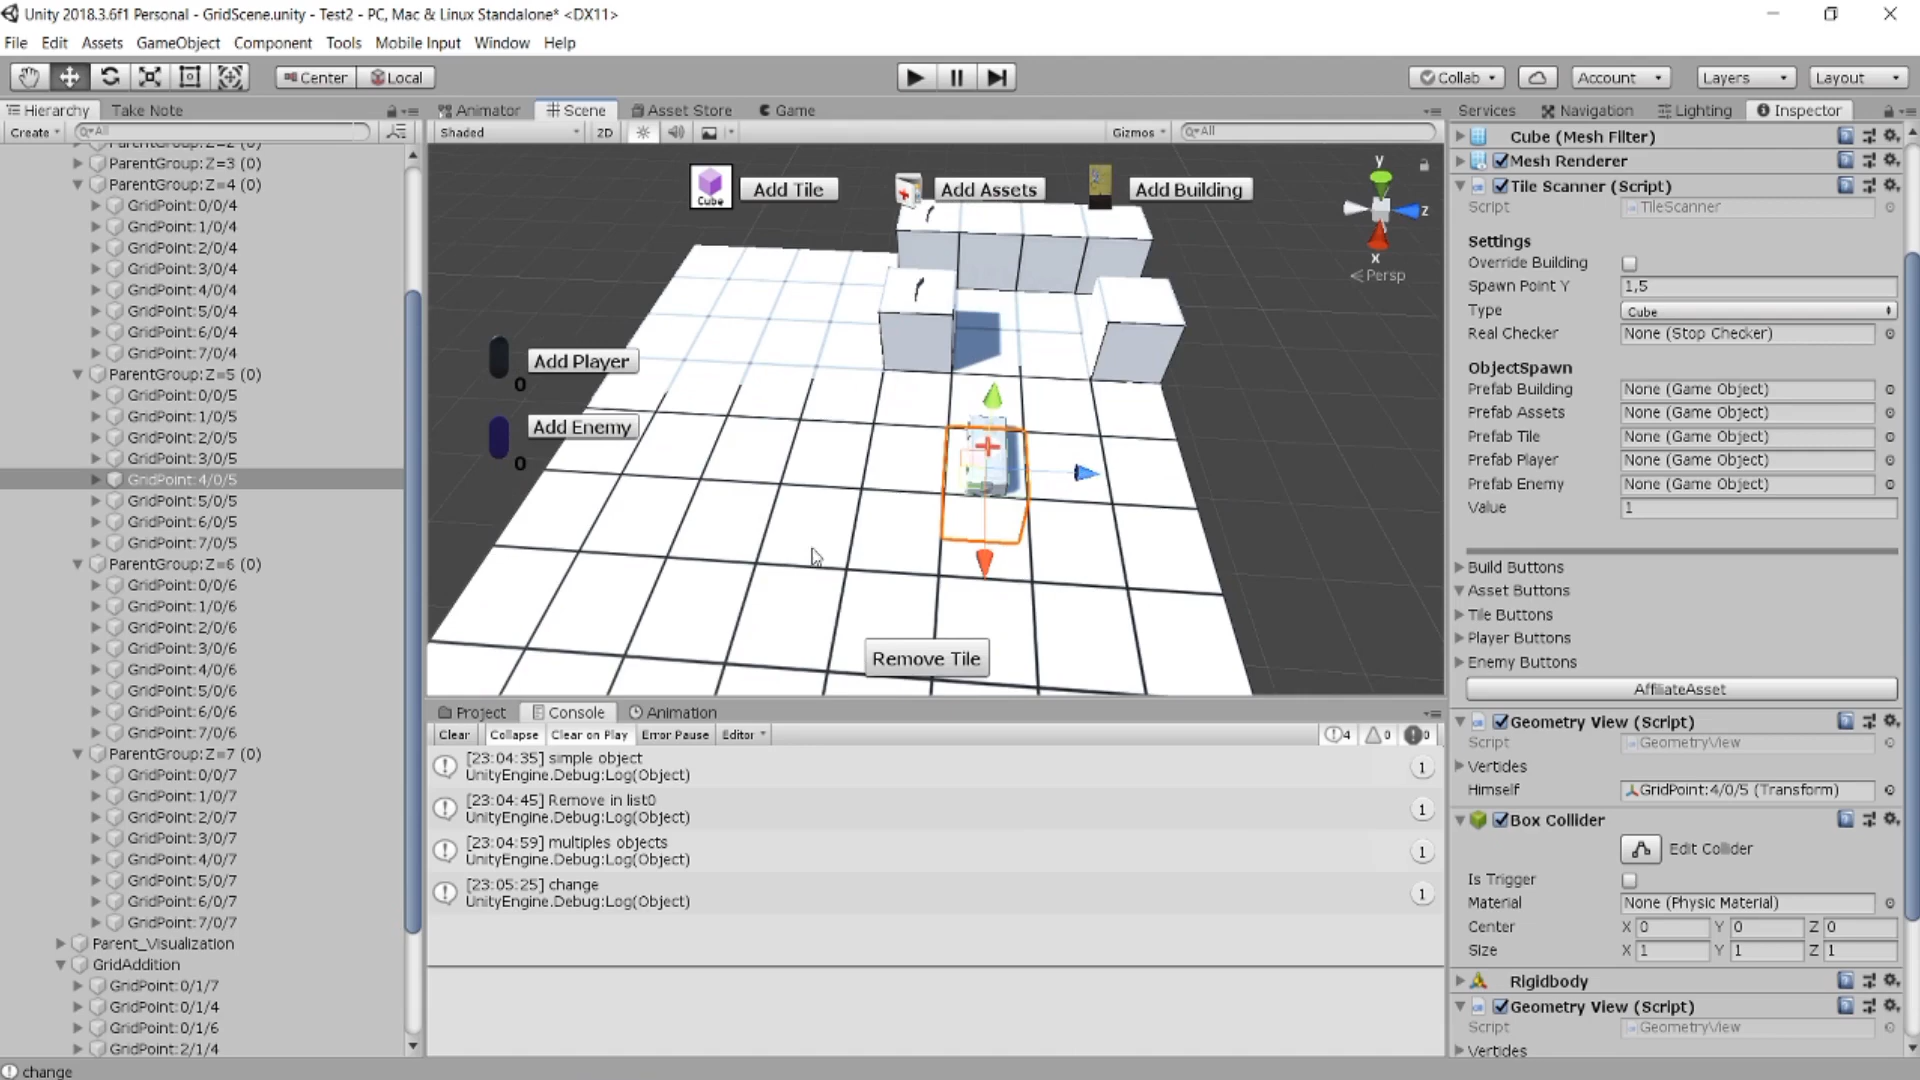 Unity 2018.3.6f1 Personal - GridScene.unity - Test2 - PC, Mac & Linux Standalone* <DX11>
File Edit Assets GameObject Component Tools Mobile Input Window Help
Center Local Collab Account Layers Layout
Hierarchy Take Note
Create All
ParentGroup: Z=2 (0)
ParentGroup: Z=3 (0)
ParentGroup: Z=4 (0)
GridPoint: 0/0/4
GridPoint: 1/0/4
GridPoint: 2/0/4
GridPoint: 3/0/4
GridPoint: 4/0/4
GridPoint: 5/0/4
GridPoint: 6/0/4
GridPoint: 7/0/4
ParentGroup: Z=5 (0)
GridPoint: 0/0/5
GridPoint: 1/0/5
GridPoint: 2/0/5
GridPoint: 3/0/5
GridPoint: 4/0/5
GridPoint: 5/0/5
GridPoint: 6/0/5
GridPoint: 7/0/5
ParentGroup: Z=6 (0)
GridPoint: 0/0/6
GridPoint: 1/0/6
GridPoint: 2/0/6
GridPoint: 3/0/6
GridPoint: 4/0/6
GridPoint: 5/0/6
GridPoint: 6/0/6
GridPoint: 7/0/6
ParentGroup: Z=7 (0)
GridPoint: 0/0/7
GridPoint: 1/0/7
GridPoint: 2/0/7
GridPoint: 3/0/7
GridPoint: 4/0/7
GridPoint: 5/0/7
GridPoint: 6/0/7
GridPoint: 7/0/7
Parent_Visualization
GridAddition
GridPoint: 0/1/7
GridPoint: 0/1/4
GridPoint: 0/1/6
GridPoint: 2/1/4
Animator Scene Asset Store Game
Shaded 2D Gizmos All
Cube Add Tile Add Assets Add Building
y
z
x
Persp
Add Player
0
Add Enemy
0
Remove Tile
Project Console Animation
Clear Collapse Clear on Play Error Pause Editor 4 0 0
[23:04:35] simple object
UnityEngine.Debug:Log(Object)
1
[23:04:45] Remove in list0
UnityEngine.Debug:Log(Object)
1
[23:04:59] multiples objects
UnityEngine.Debug:Log(Object)
1
[23:05:25] change
UnityEngine.Debug:Log(Object)
1
Services Navigation Lighting Inspector
Cube (Mesh Filter)
Mesh Renderer
Tile Scanner (Script)
Script TileScanner
Settings
Override Building
Spawn Point Y 1,5
Type Cube
Real Checker None (Stop Checker)
ObjectSpawn
Prefab Building None (Game Object)
Prefab Assets None (Game Object)
Prefab Tile None (Game Object)
Prefab Player None (Game Object)
Prefab Enemy None (Game Object)
Value 1
Build Buttons
Asset Buttons
Tile Buttons
Player Buttons
Enemy Buttons
AffiliateAsset
Geometry View (Script)
Script GeometryView
Vertides
Himself GridPoint:4/0/5 (Transform)
Box Collider
Edit Collider
Is Trigger
Material None (Physic Material)
Center X 0 Y 0 Z 0
Size X 1 Y 1 Z 1
Rigidbody
Geometry View (Script)
Script GeometryView
Vertides
change